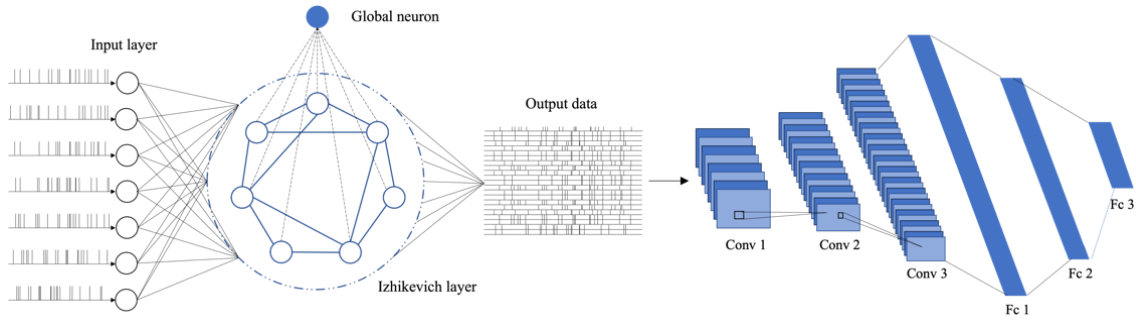 Global neuron
Input layer
Output data
Izhikevich layer
Conv 1
Conv 2
Conv 3
Fc 1
Fc 2
Fc 3